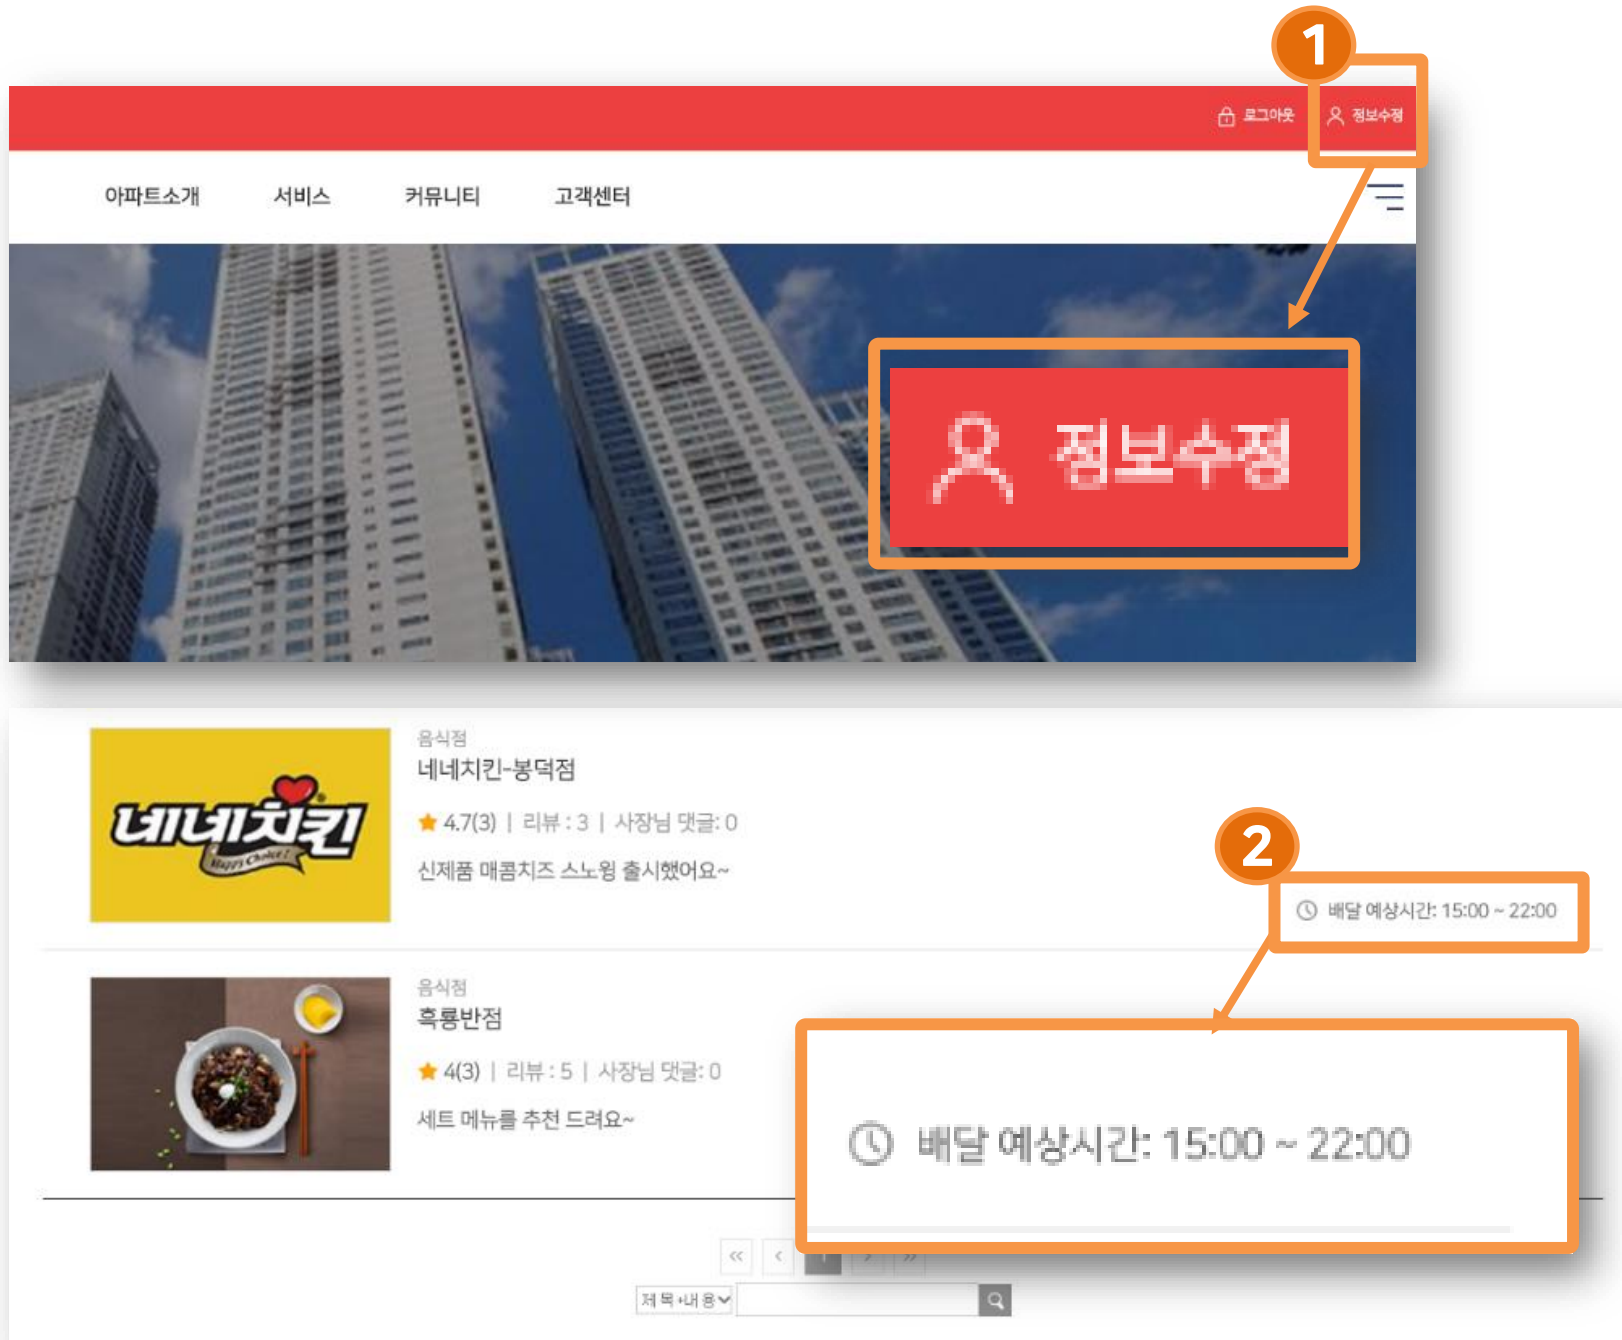 1
로그아웃 정보수정
아파트소개 서비스 커뮤니티 고객센터
정보수정
음식점
네네치킨-봉덕점
네네치킨
Happy Choice!
4.7(3) | 리뷰 : 3 | 사장님 댓글: 0
신제품 매콤치즈 스노윙 출시했어요~
2
배달 예상시간: 15:00 ~ 22:00
음식점
흑룡반점
4(3) | 리뷰 : 5 | 사장님 댓글: 0
세트 메뉴를 추천 드려요~
배달 예상시간: 15:00 ~ 22:00
« ‹ 1 › »
제목+내용